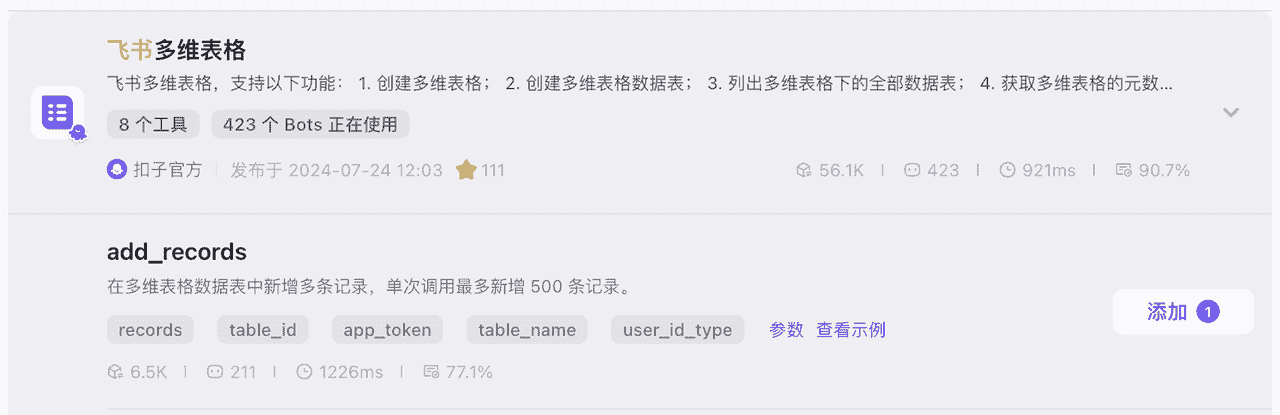 飞书多维表格
飞书多维表格，支持以下功能： 1. 创建多维表格； 2. 创建多维表格数据表； 3. 列出多维表格下的全部数据表； 4. 获取多维表格的元数...
8 个工具 423 个 Bots 正在使用
扣子官方 发布于 2024-07-24 12:03 111 56.1K 423 921ms 90.7%
add_records
在多维表格数据表中新增多条记录，单次调用最多新增 500 条记录。
添加 1
records table_id app_token table_name user_id_type 参数 查看示例
6.5K 211 1226ms 77.1%